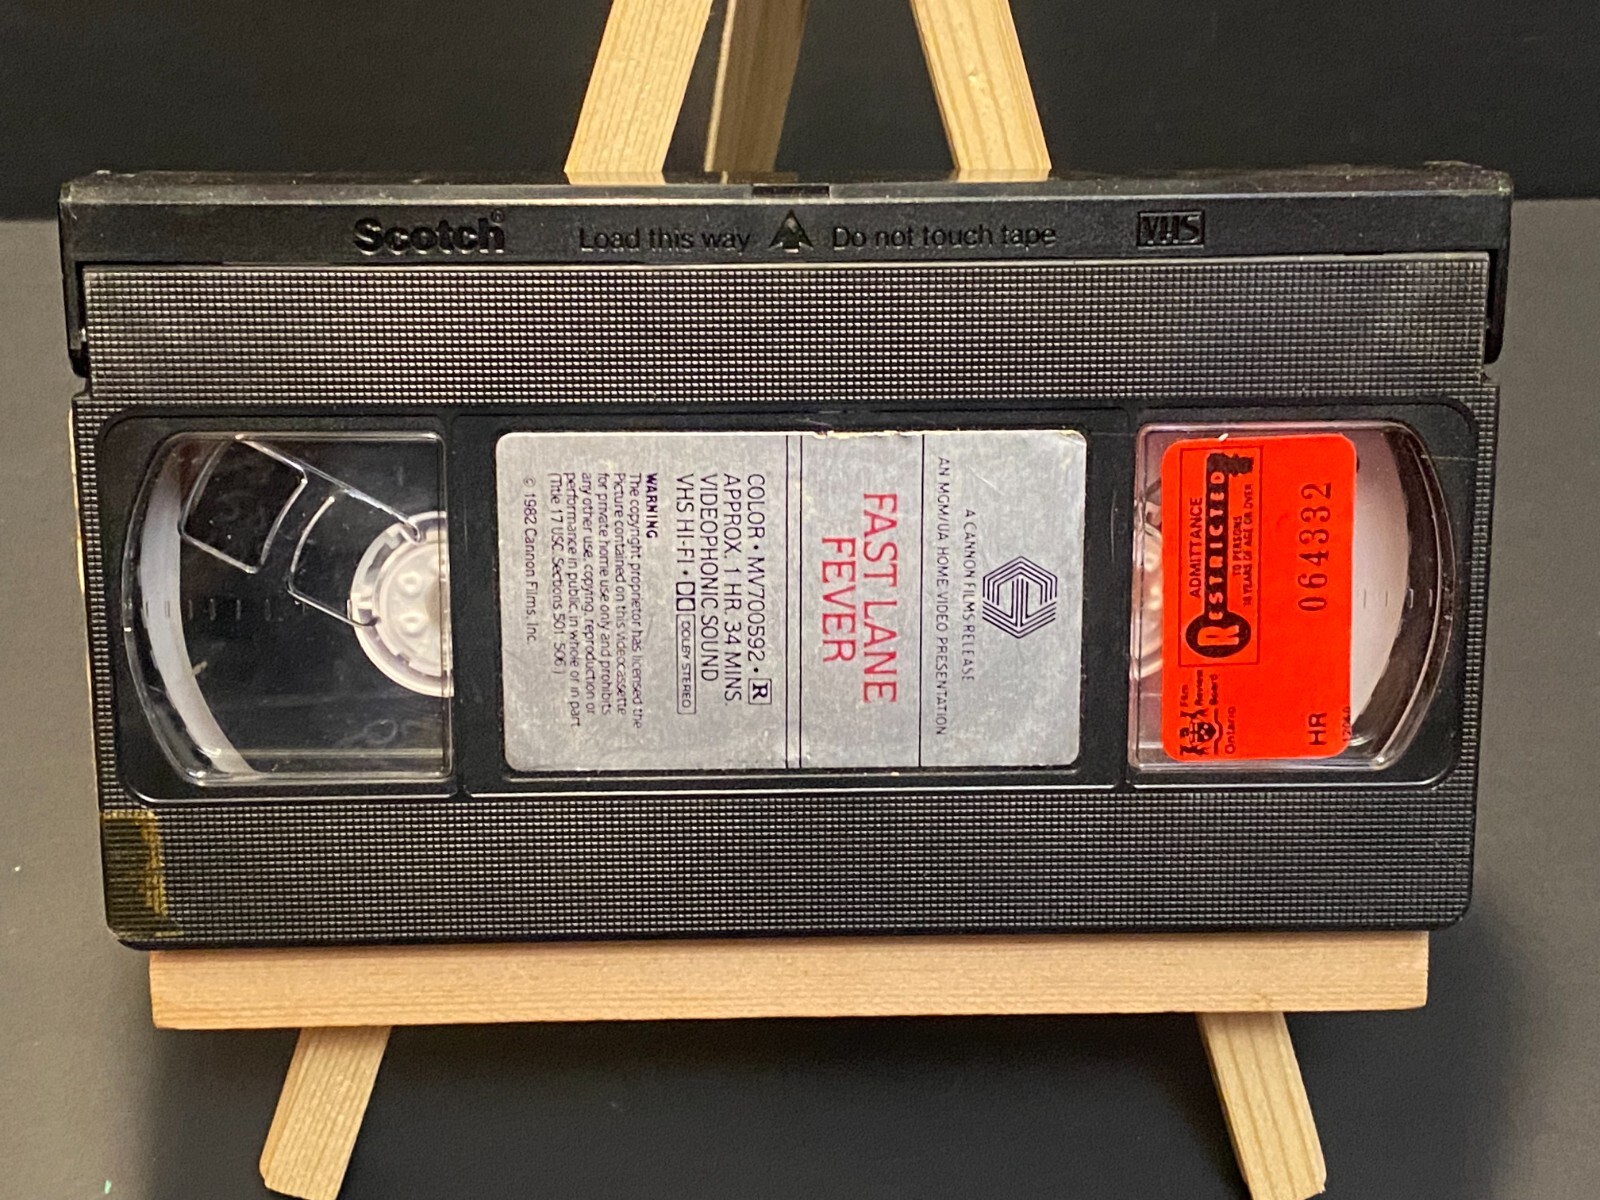 Scotch®
Load this way Do not touch tape
VHS
A CANNON FILMS RELEASE
AN MGM/UA HOME VIDEO PRESENTATION
FAST LANE
FEVER
COLOR • MV700592 • R
APPROX. 1 HR. 34 MINS.
VIDEOPHONIC SOUND
VHS HI-FI • DOLBY STEREO
WARNING
The copyright proprietor has licensed the
Picture contained on this videocassette
for private home use only and prohibits
any other use, copying, reproduction or
performance in public, in whole or in part
(Title 17 USC Sections 501 506)
© 1982 Cannon Films, Inc.
ADMITTANCE
RESTRICTED
TO PERSONS
18 YEARS OF AGE OR OVER
064332
Film
Review
Board
Ontario
HR